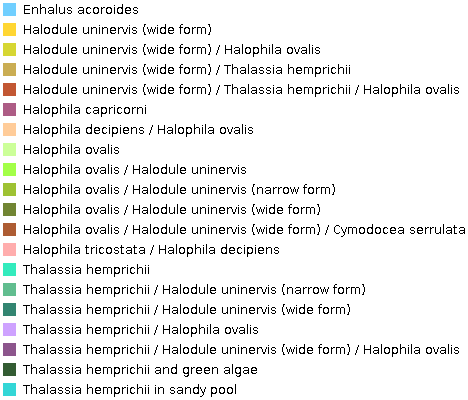 Enhalus acoroides
Halodule uninervis (wide form)
Halodule uninervis (wide form) / Halophila ovalis
Halodule uninervis (wide form) / Thalassia hemprichii
Halodule uninervis (wide form) / Thalassia hemprichii / Halophila ovalis
Halophila capricorni
Halophila decipiens / Halophila ovalis
Halophila ovalis
Halophila ovalis / Halodule uninervis
Halophila ovalis / Halodule uninervis (narrow form)
Halophila ovalis / Halodule uninervis (wide form)
Halophila ovalis / Halodule uninervis (wide form) / Cymodocea serrulata
Halophila tricostata / Halophila decipiens
Thalassia hemprichii
Thalassia hemprichii / Halodule uninervis (narrow form)
Thalassia hemprichii / Halodule uninervis (wide form)
Thalassia hemprichii / Halophila ovalis
Thalassia hemprichii / Halodule uninervis (wide form) / Halophila ovalis
Thalassia hemprichii and green algae
Thalassia hemprichii in sandy pool